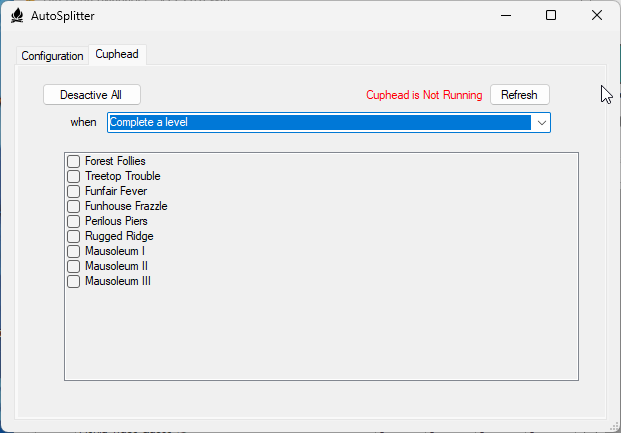 AutoSplitter
Configuration Cuphead
Desactive All Cuphead is Not Running Refresh
when Complete a level
Forest Follies
Treetop Trouble
Funfair Fever
Funhouse Frazzle
Perilous Piers
Rugged Ridge
Mausoleum I
Mausoleum II
Mausoleum III